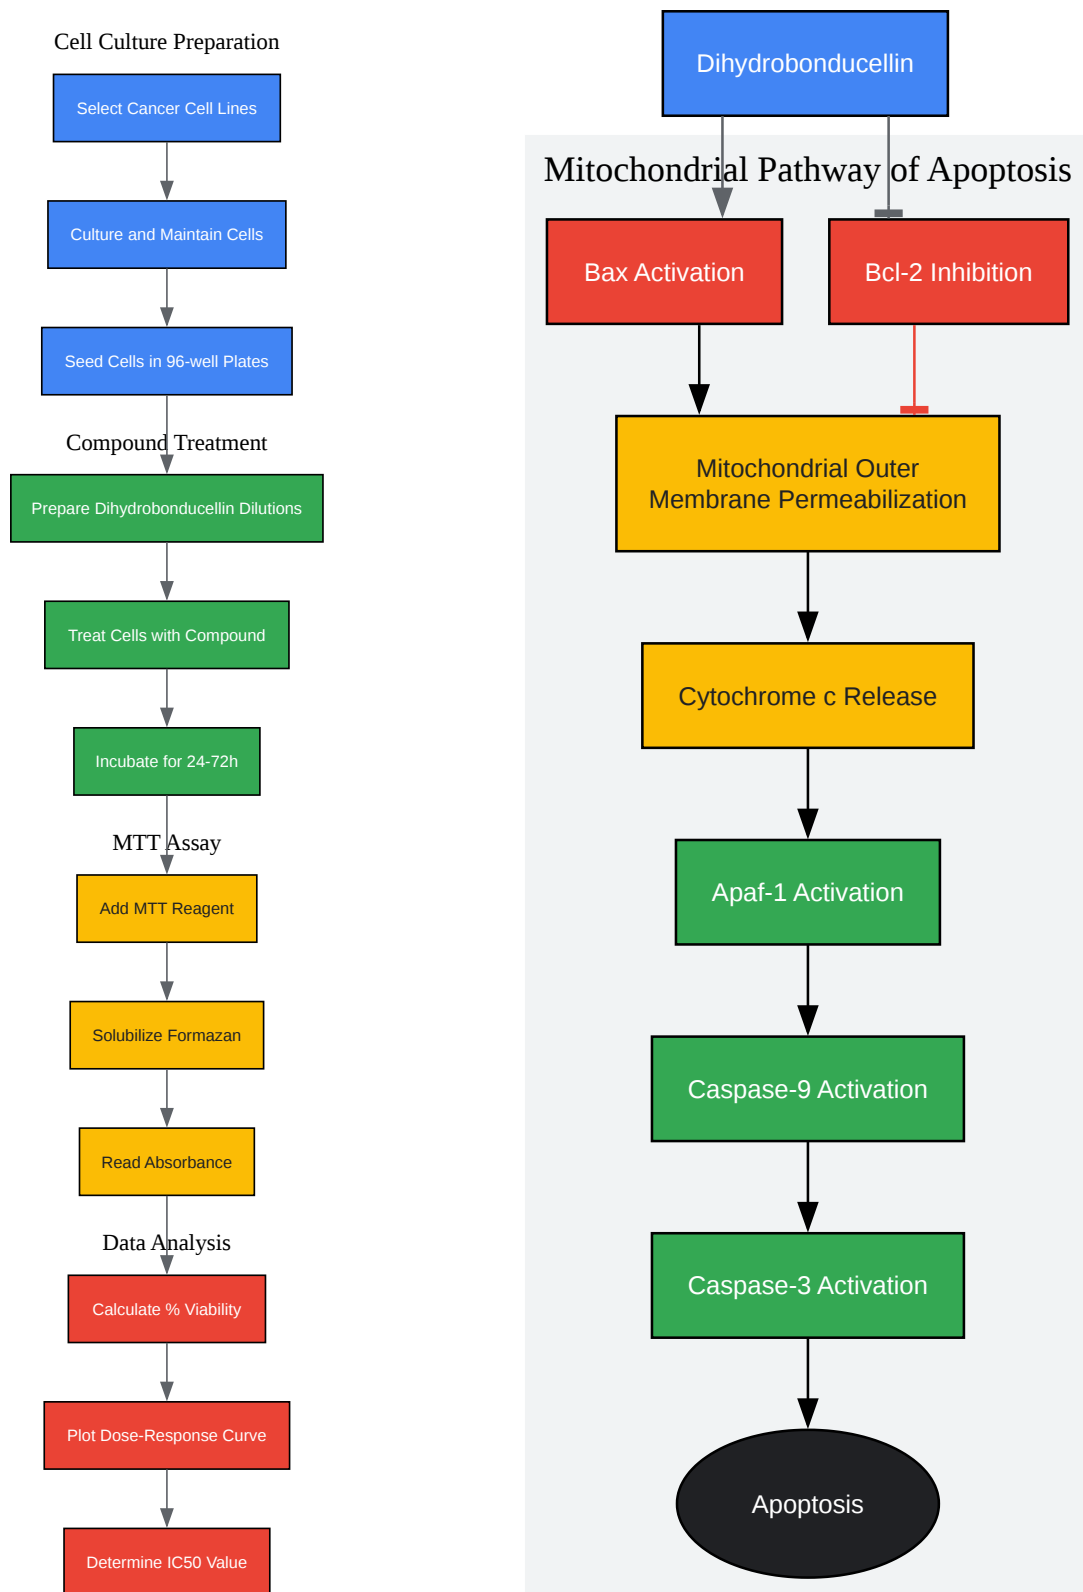 Cell Culture Preparation
Select Cancer Cell Lines
Culture and Maintain Cells
Seed Cells in 96-well Plates
Compound Treatment
Prepare Dihydrobonducellin Dilutions
Treat Cells with Compound
Incubate for 24-72h
MTT Assay
Add MTT Reagent
Solubilize Formazan
Read Absorbance
Data Analysis
Calculate % Viability
Plot Dose-Response Curve
Determine IC50 Value
Dihydrobonducellin
Mitochondrial Pathway of Apoptosis
Bax Activation
Bcl-2 Inhibition
Mitochondrial Outer
Membrane Permeabilization
Cytochrome c Release
Apaf-1 Activation
Caspase-9 Activation
Caspase-3 Activation
Apoptosis